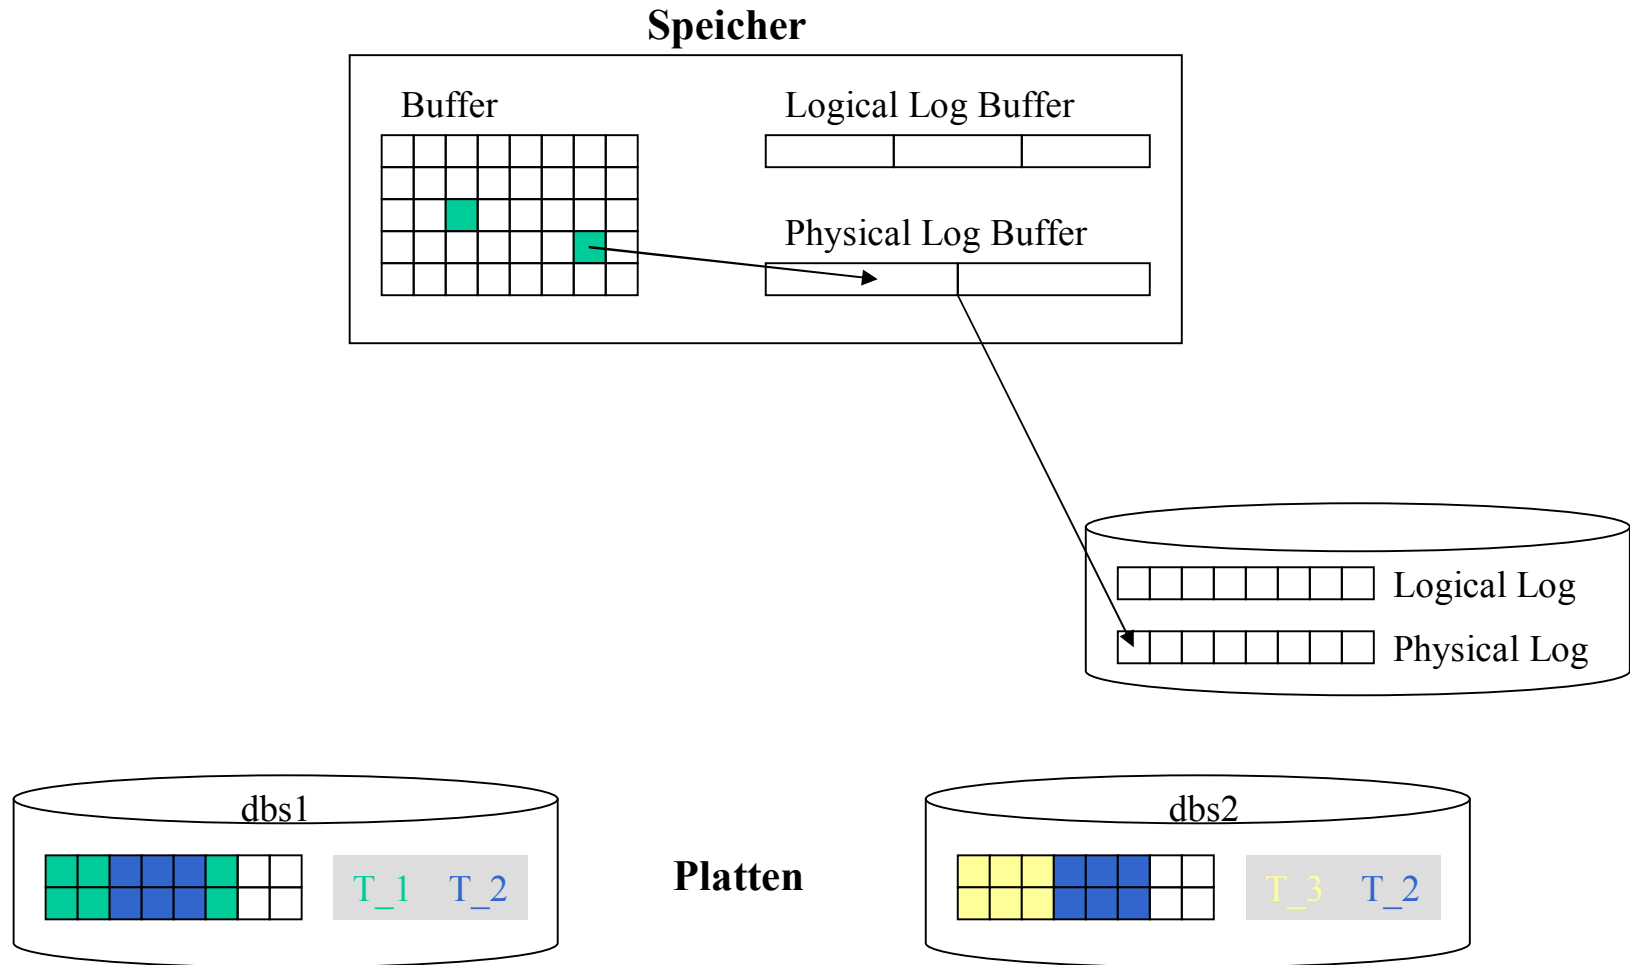 Speicher
Buffer
Logical Log Buffer
Physical Log Buffer
Logical Log
Physical Log
dbs1
T_1 T_2
Platten
dbs2
T_3 T_2